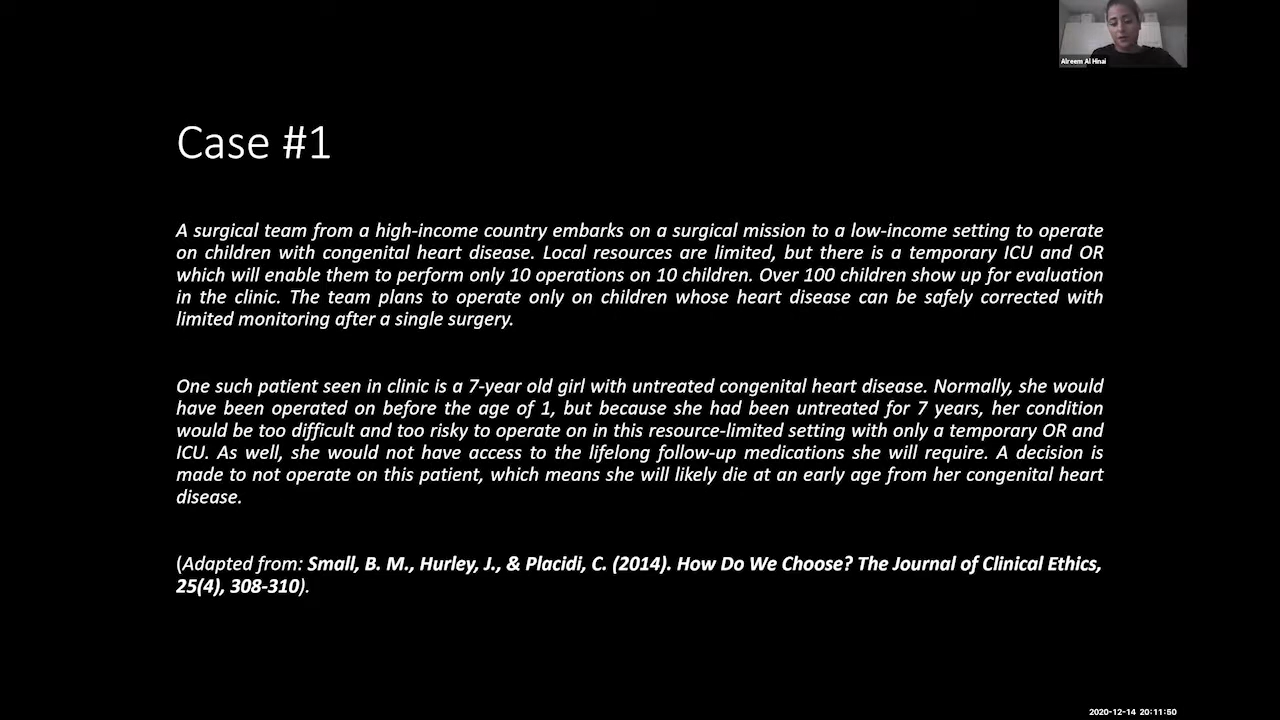 Alreem Al Hinai
Case #1
A surgical team from a high-income country embarks on a surgical mission to a low-income setting to operate
on children with congenital heart disease. Local resources are limited, but there is a temporary ICU and OR
which will enable them to perform only 10 operations on 10 children. Over 100 children show up for evaluation
in the clinic. The team plans to operate only on children whose heart disease can be safely corrected with
limited monitoring after a single surgery.
One such patient seen in clinic is a 7-year old girl with untreated congenital heart disease. Normally, she would
have been operated on before the age of 1, but because she had been untreated for 7 years, her condition
would be too difficult and too risky to operate on in this resource-limited setting with only a temporary OR and
ICU. As well, she would not have access to the lifelong follow-up medications she will require. A decision is
made to not operate on this patient, which means she will likely die at an early age from her congenital heart
disease.
(Adapted from: Small, B. M., Hurley, J., & Placidi, C. (2014). How Do We Choose? The Journal of Clinical Ethics,
25(4), 308-310).
2020-12-14 20:11:50